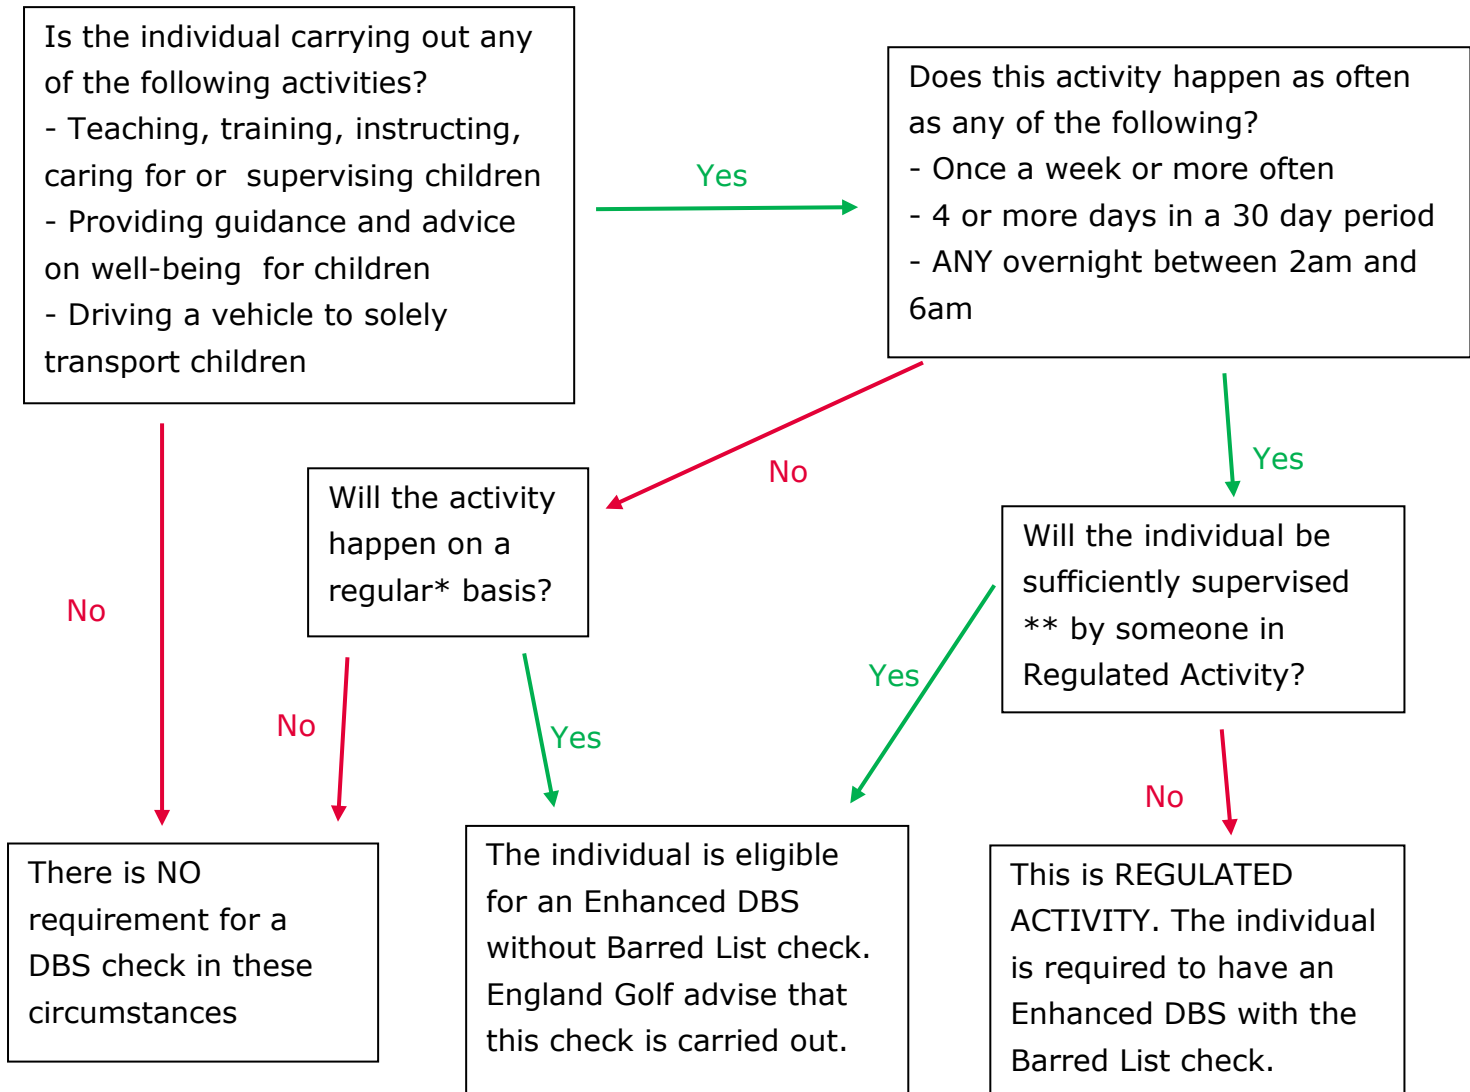 Is the individual carrying out any
of the following activities?
- Teaching, training, instructing,
caring for or supervising children
- Providing guidance and advice
on well-being for children
- Driving a vehicle to solely
transport children
Yes
Does this activity happen as often
as any of the following?
- Once a week or more often
- 4 or more days in a 30 day period
- ANY overnight between 2am and
6am
No
No
Yes
Will the activity
happen on a
regular* basis?
Will the individual be
sufficiently supervised
** by someone in
Regulated Activity?
No
Yes
Yes
No
There is NO
requirement for a
DBS check in these
circumstances
The individual is eligible
for an Enhanced DBS
without Barred List check.
England Golf advise that
this check is carried out.
This is REGULATED
ACTIVITY. The individual
is required to have an
Enhanced DBS with the
Barred List check.